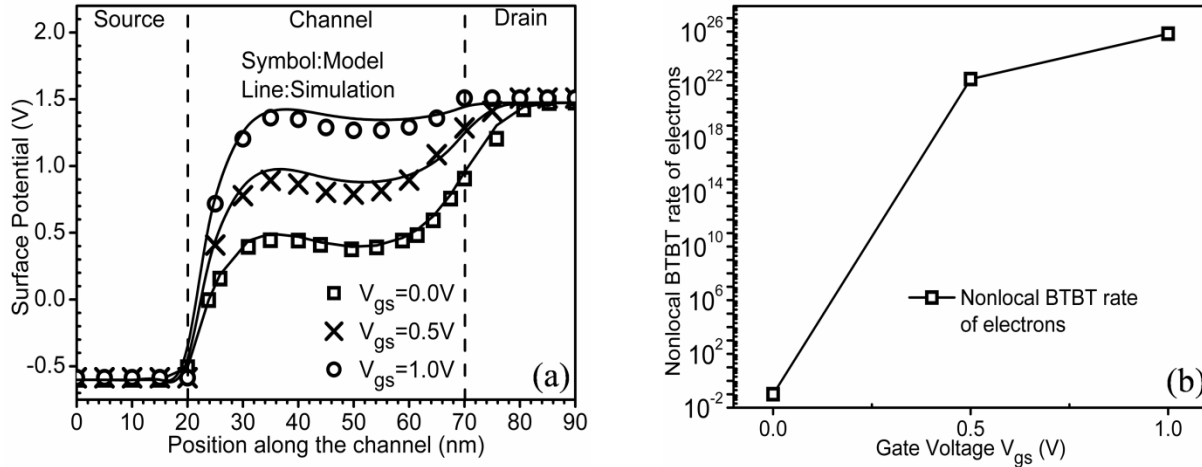 Source Channel Drain
Symbol:Model
Line:Simulation
2.0
1.5
1.0
0.5
0.0
-0.5
Surface Potential (V)
V_gs=0.0V
V_gs=0.5V
V_gs=1.0V
(a)
0 10 20 30 40 50 60 70 80 90
Position along the channel (nm)
10^26
10^22
10^18
10^14
10^10
10^6
10^2
10^-2
Nonlocal BTBT rate of electrons
Nonlocal BTBT rate
of electrons
(b)
0.0 0.5 1.0
Gate Voltage V_gs (V)